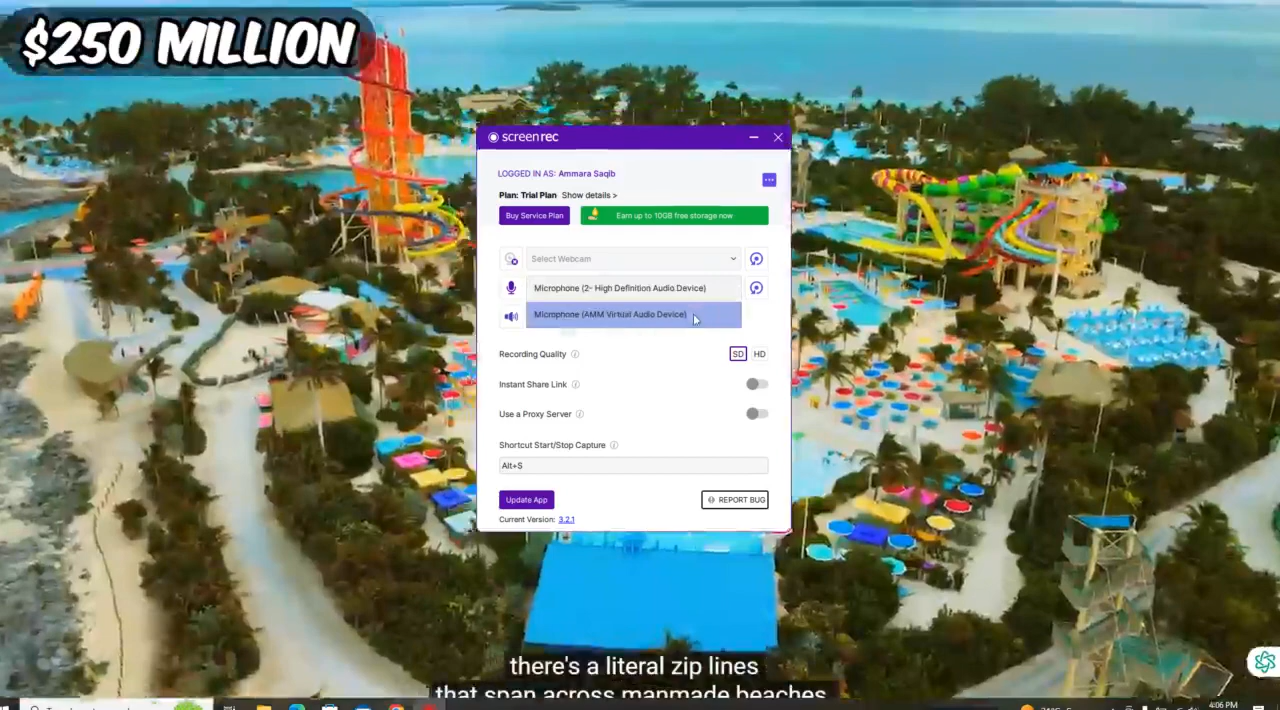 $250 MILLION
screenrec
LOGGED IN AS: Ammara Saqib
Plan: Trial Plan Show details >
Buy Service Plan
Earn up to 10GB free storage now
Select Webcam
Microphone (2- High Definition Audio Device)
Microphone (AMM Virtual Audio Device)
Recording Quality
SD HD
Instant Share Link
Use a Proxy Server
Shortcut Start/Stop Capture
Alt+S
Update App
REPORT BUG
Current Version: 3.2.1
there's a literal zip lines
that span across manmade beaches
4:06 PM